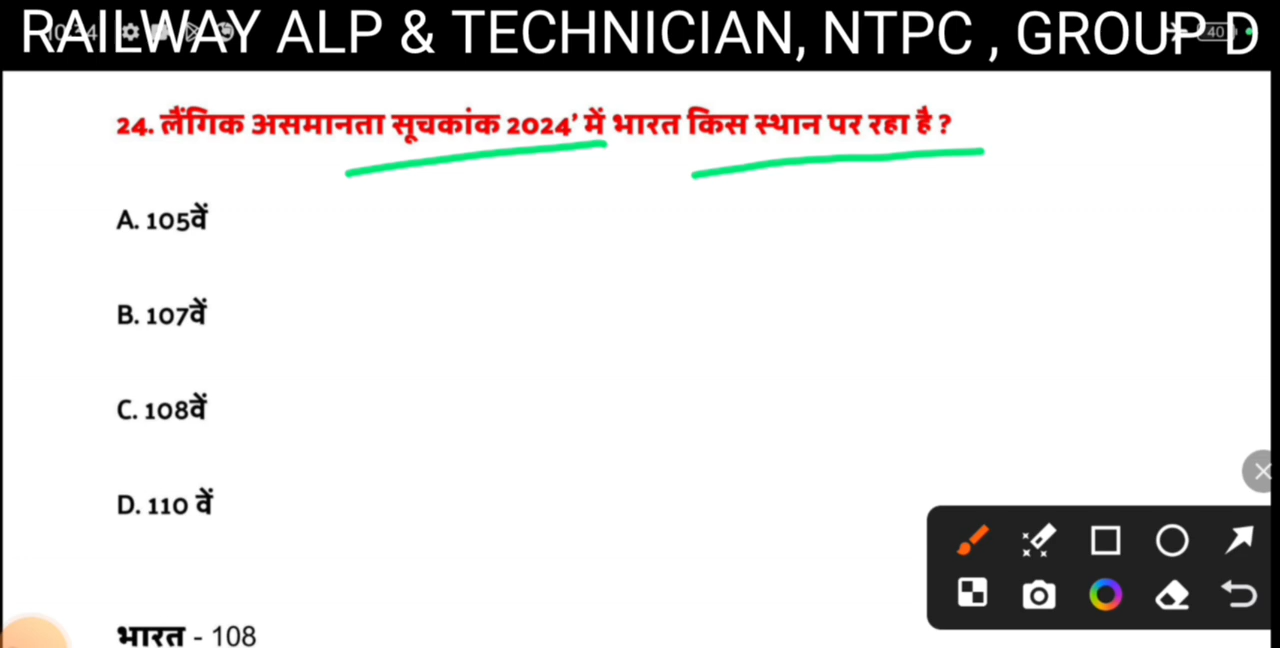 RAILWAY ALP & TECHNICIAN, NTPC , GROUP D
40
24. लैंगिक असमानता सूचकांक 2024' में भारत किस स्थान पर रहा है ?
A. 105वें
B. 107वें
C. 108वें
D. 110 वें
भारत - 108